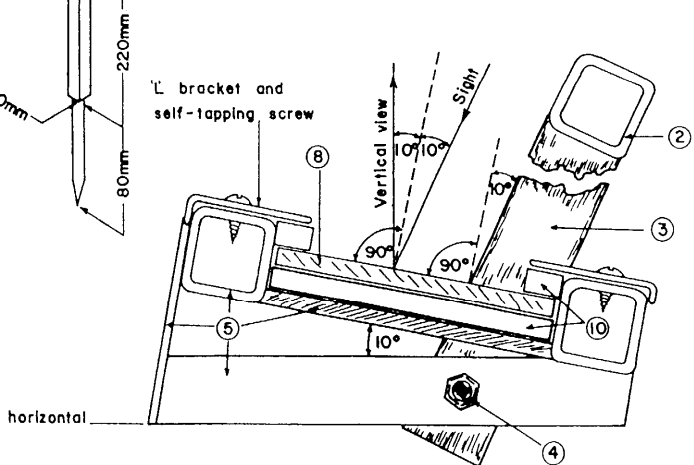 220mm
0mm
80mm
'L' bracket and
self-tapping screw
8
Vertical view
10° 10°
Sight
2
10°
3
90°
90°
5
10
10°
horizontal
4